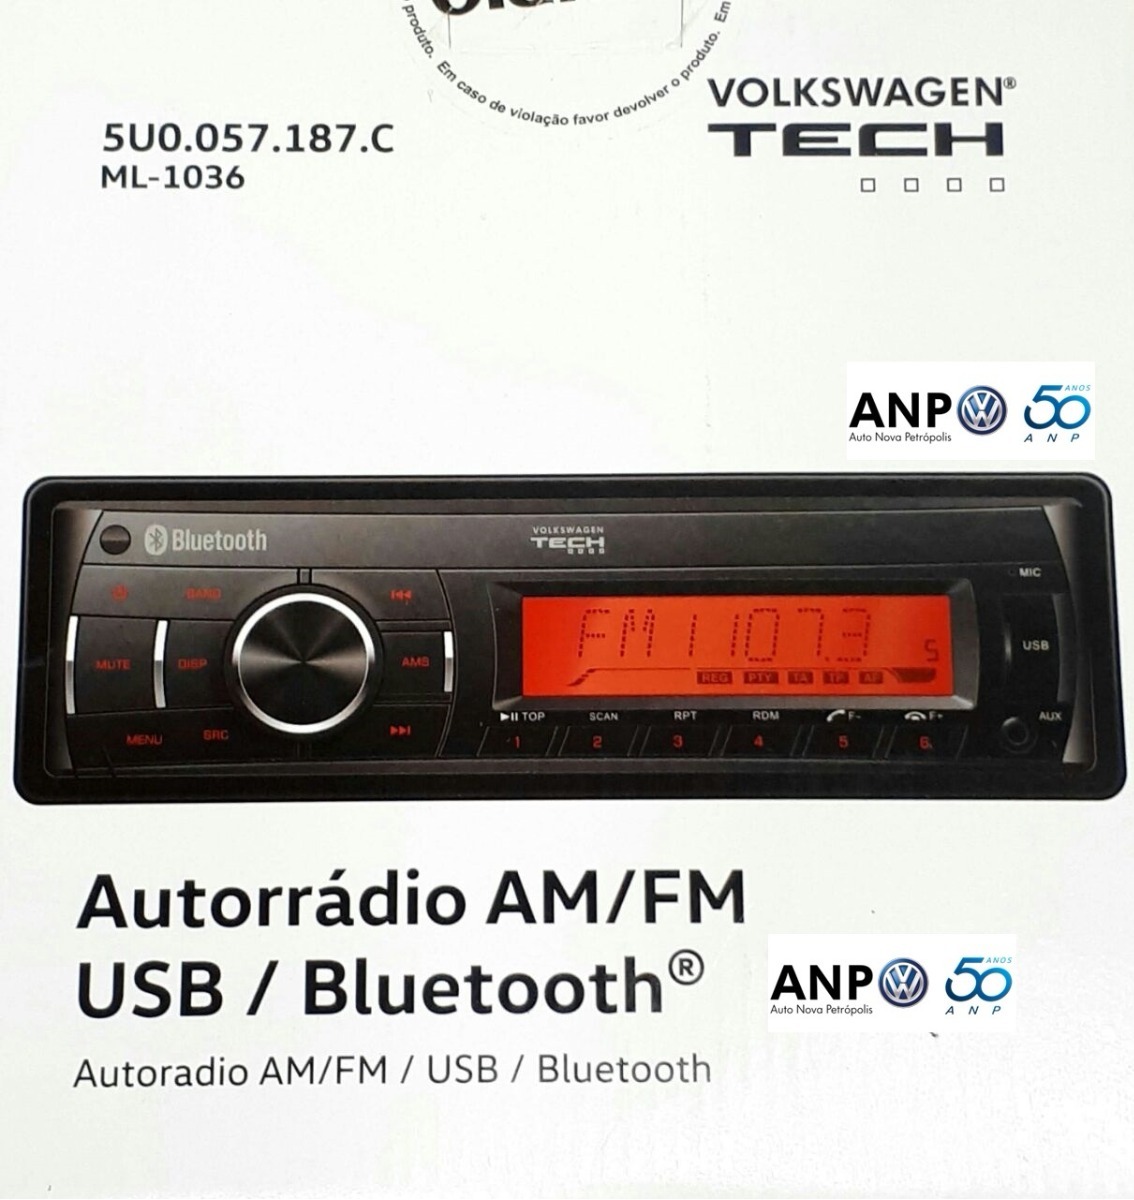 produto. Em caso de violação favor devolver o produto. Em
VOLKSWAGEN®
TECH
5U0.057.187.C
ML-1036
ANP
Auto Nova Petrópolis
50
ANOS
ANP
Bluetooth
VOLKSWAGEN
TECH
MIC
BAND
FM1 107.3
5
MUTE
DISP
AMS
USB
REG PTY TA TP AF
MENU
SRC
TOP SCAN RPT RDM F- F+
AUX
1 2 3 4 5 6
Autorrádio AM/FM
USB / Bluetooth®
ANP
Auto Nova Petrópolis
50
ANOS
ANP
Autoradio AM/FM / USB / Bluetooth